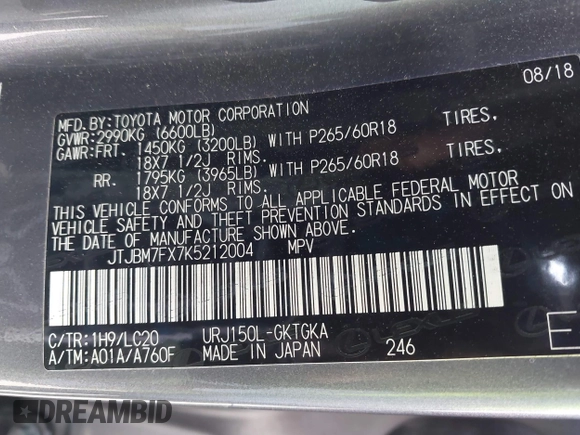 08/18
MFD.BY:TOYOTA MOTOR CORPORATION
GVWR:2990KG (6600LB)
GAWR:FRT. 1450KG (3200LB) WITH P265/60R18 TIRES,
18X7 1/2J RIMS.
RR. 1795KG (3965LB) WITH P265/60R18 TIRES,
18X7 1/2J RIMS.
THIS VEHICLE CONFORMS TO ALL APPLICABLE FEDERAL MOTOR
VEHICLE SAFETY AND THEFT PREVENTION STANDARDS IN EFFECT
ON THE DATE OF MANUFACTURE SHOWN ABOVE.
JTJBM7FX7K5212004 MPV
C/TR:1H9/LC20 URJ150L-GKTGKA
A/TM:A01A/A760F MADE IN JAPAN 246
E
DREAMBID